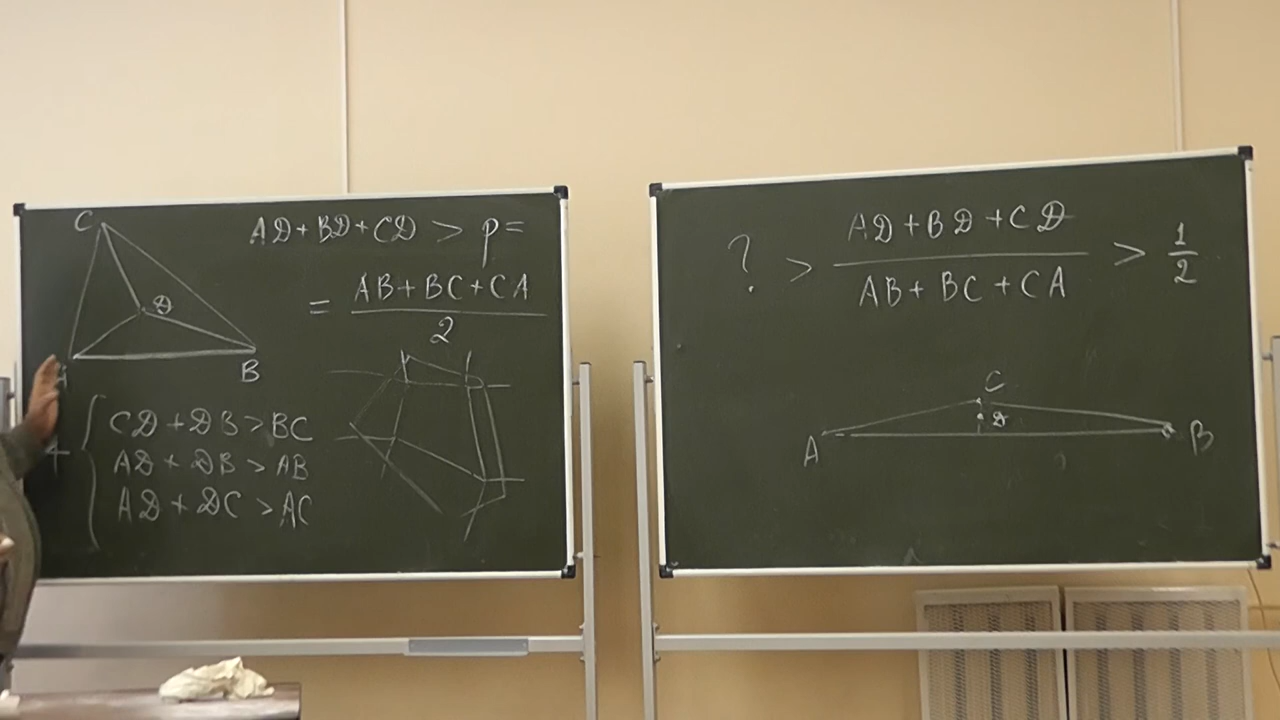 C
AD+BD+CD > p=
D
= AB+BC+CA / 2
A B
+ { CD+DB>BC
AD+DB>AB
AD+DC>AC
? > AD+BD+CD / AB+BC+CA > 1/2
C
D
A B